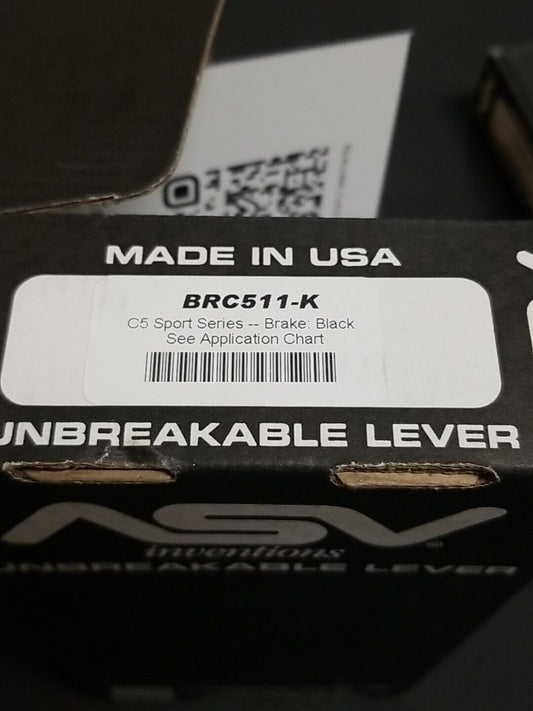 MADE IN USA
BRC511-K
C5 Sport Series -- Brake: Black
See Application Chart
UNBREAKABLE LEVER
ASV
inventions
UNBREAKABLE LEVER